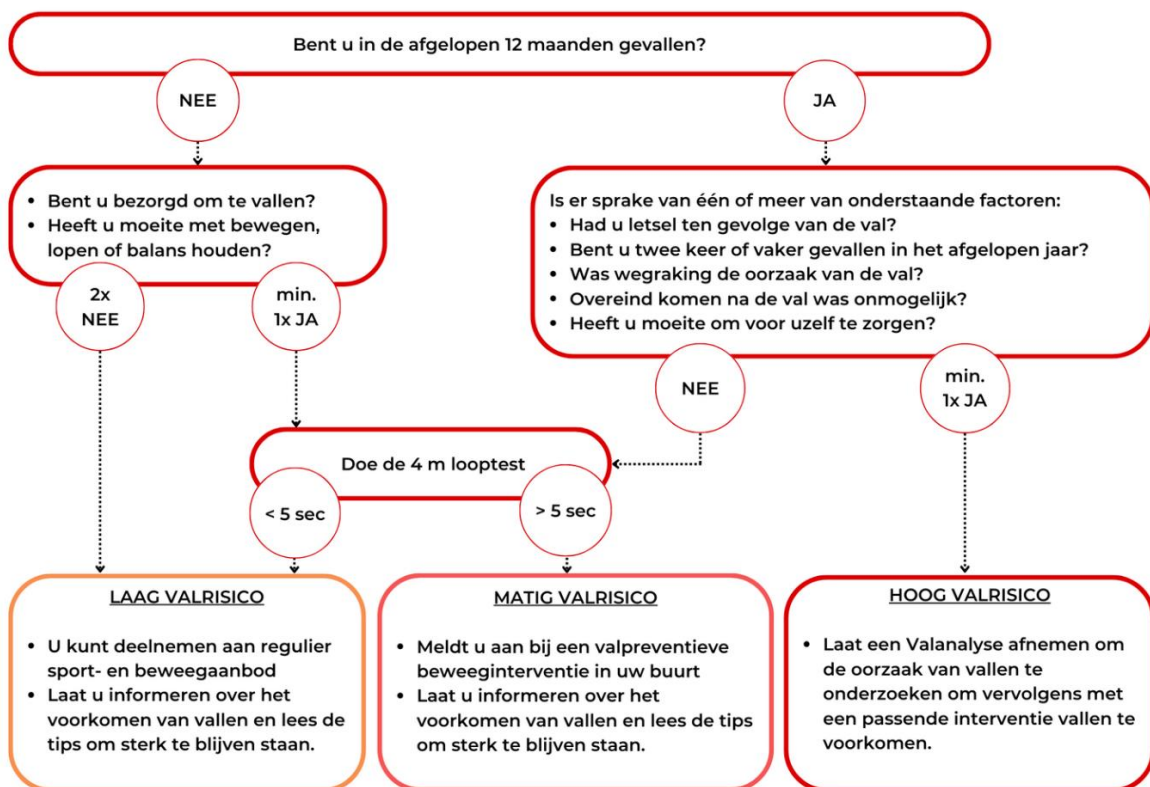 Bent u in de afgelopen 12 maanden gevallen?
NEE
JA
• Bent u bezorgd om te vallen?
• Heeft u moeite met bewegen,
lopen of balans houden?
2x
NEE
min.
1x JA
Is er sprake van één of meer van onderstaande factoren:
• Had u letsel ten gevolge van de val?
• Bent u twee keer of vaker gevallen in het afgelopen jaar?
• Was wegraking de oorzaak van de val?
• Overeind komen na de val was onmogelijk?
• Heeft u moeite om voor uzelf te zorgen?
NEE
min.
1x JA
Doe de 4 m looptest
< 5 sec
> 5 sec
LAAG VALRISICO
• U kunt deelnemen aan regulier
sport- en beweegaanbod
• Laat u informeren over het
voorkomen van vallen en lees de
tips om sterk te blijven staan.
MATIG VALRISICO
• Meldt u aan bij een valpreventieve
beweeginterventie in uw buurt
• Laat u informeren over het
voorkomen van vallen en lees de tips
om sterk te blijven staan.
HOOG VALRISICO
• Laat een Valanalyse afnemen om
de oorzaak van vallen te
onderzoeken om vervolgens met
een passende interventie vallen te
voorkomen.